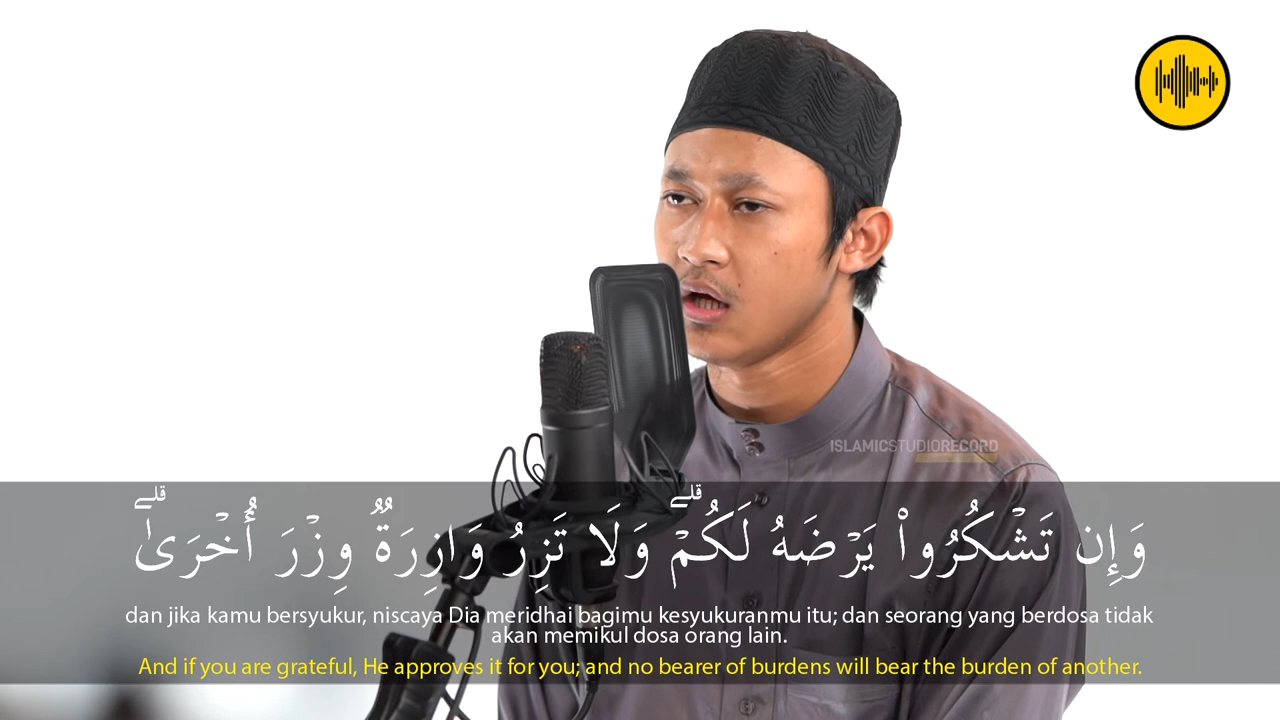 ISLAMICSTUDIORECORD
وَإِن تَشْكُرُوا۟ يَرْضَهُ لَكُمْ ۗ وَلَا تَزِرُ وَازِرَةٌ وِزْرَ أُخْرَىٰ ۗ
dan jika kamu bersyukur, niscaya Dia meridhai bagimu kesyukuranmu itu; dan seorang yang berdosa tidak
akan memikul dosa orang lain.
And if you are grateful, He approves it for you; and no bearer of burdens will bear the burden of another.